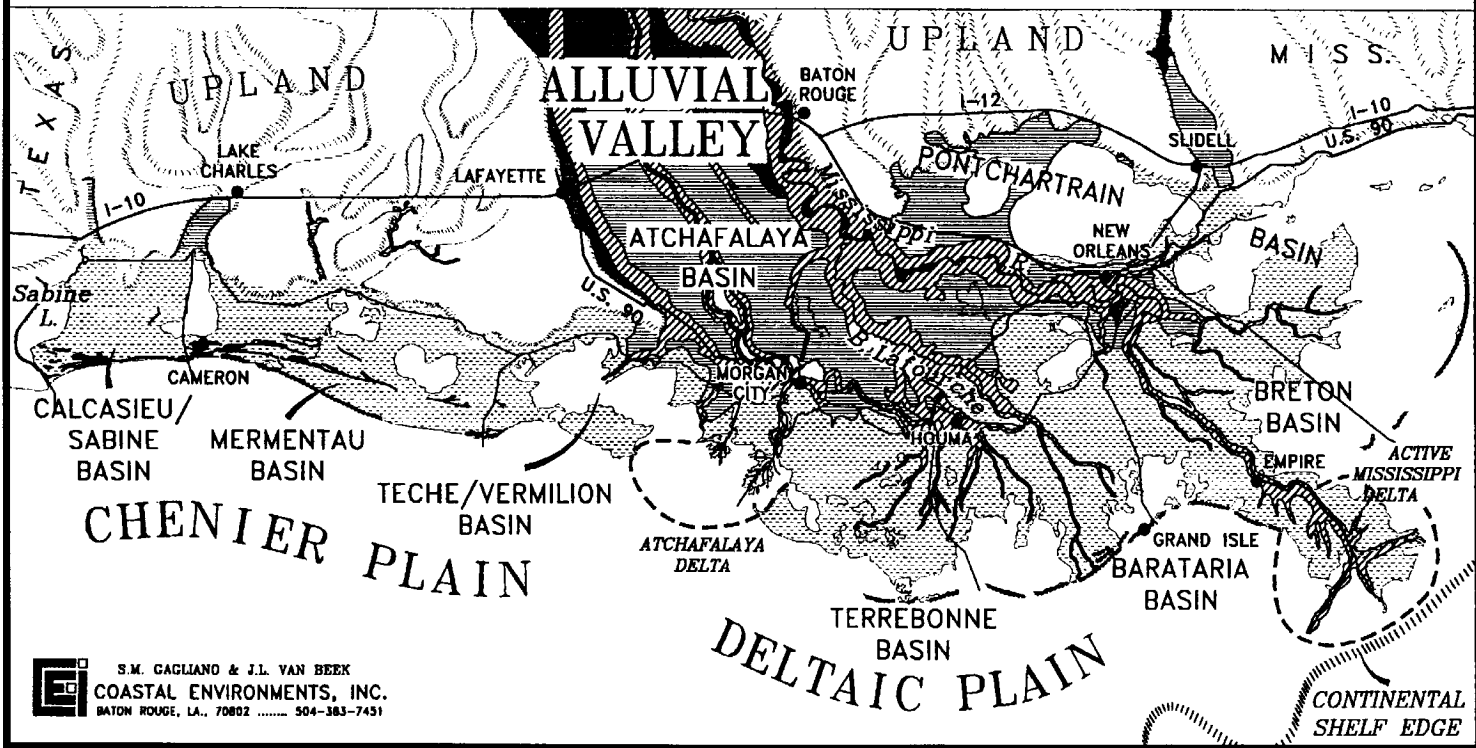 UPLAND
MISS.
TEXAS
UPLAND
ALLUVIAL
VALLEY
BATON
ROUGE
I-12
I-10
U.S. 90
SLIDELL
LAKE
CHARLES
LAFAYETTE
I-10
PONTCHARTRAIN
BASIN
Mississippi
R.
NEW
ORLEANS
ATCHAFALAYA
BASIN
U.S. 90
Sabine
L.
CAMERON
MORGAN
CITY
B. Lafourche
HOUMA
CALCASIEU/
SABINE
BASIN
MERMENTAU
BASIN
TECHE/VERMILION
BASIN
BRETON
BASIN
EMPIRE
ACTIVE
MISSISSIPPI
DELTA
CHENIER PLAIN
ATCHAFALAYA
DELTA
GRAND ISLE
BARATARIA
BASIN
TERREBONNE
BASIN
DELTAIC PLAIN
CONTINENTAL
SHELF EDGE
CEI
S.M. GAGLIANO & J.L. VAN BEEK
COASTAL ENVIRONMENTS, INC.
BATON ROUGE, LA., 70802 ........ 504-383-7451